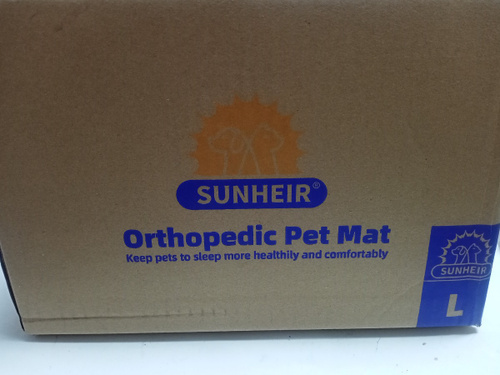 SUNHEIR®
Orthopedic Pet Mat
Keep pets to sleep more healthily and comfortably
SUNHEIR
L